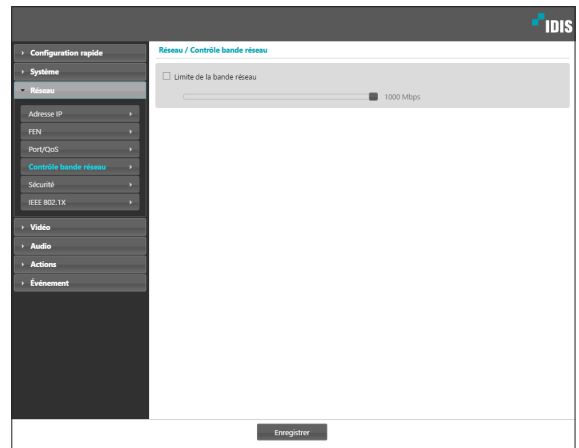 IDIS
Configuration rapide
Système
Réseau
Adresse IP
FEN
Port/QoS
Contrôle bande réseau
Sécurité
IEEE 802.1X
Vidéo
Audio
Actions
Événement
Réseau / Contrôle bande réseau
Limite de la bande réseau
1000 Mbps
Enregistrer